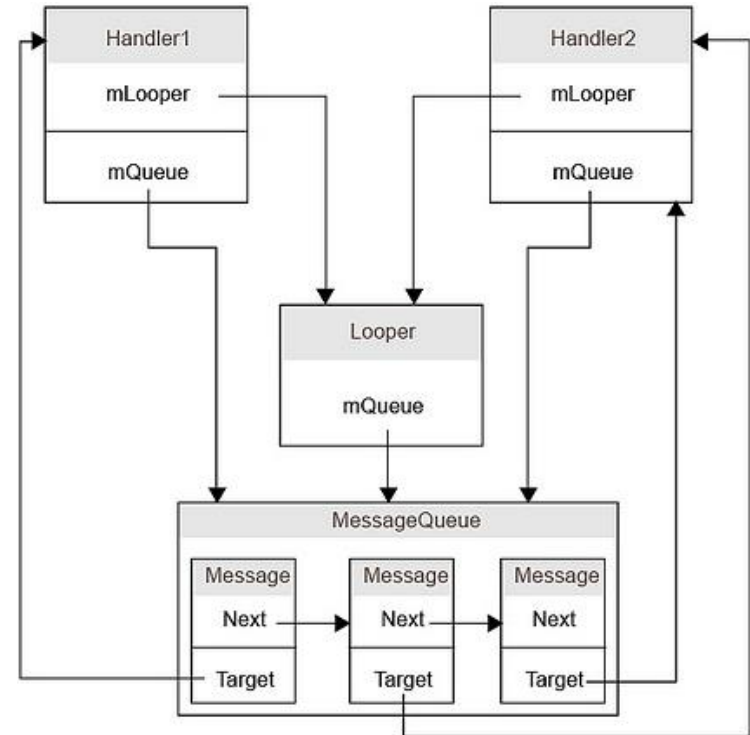 Handler1
mLooper
mQueue
Handler2
mLooper
mQueue
Looper
mQueue
MessageQueue
Message
Next
Target
Message
Next
Target
Message
Next
Target